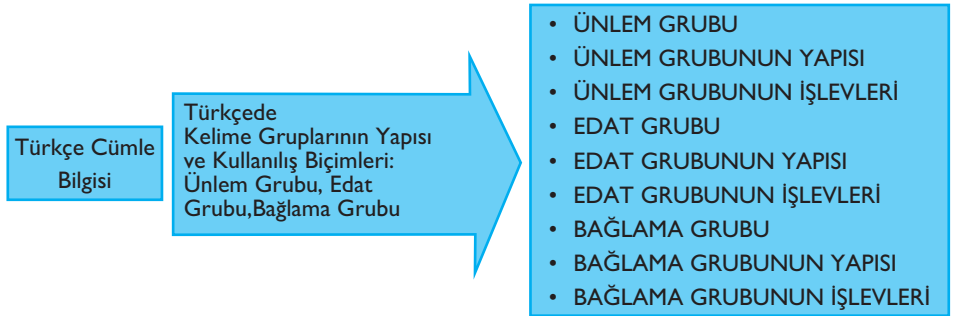 Türkçe Cümle
Bilgisi
Türkçede
Kelime Gruplarının Yapısı
ve Kullanılış Biçimleri:
Ünlem Grubu, Edat
Grubu,Bağlama Grubu
• ÜNLEM GRUBU
• ÜNLEM GRUBUNUN YAPISI
• ÜNLEM GRUBUNUN İŞLEVLERİ
• EDAT GRUBU
• EDAT GRUBUNUN YAPISI
• EDAT GRUBUNUN İŞLEVLERİ
• BAĞLAMA GRUBU
• BAĞLAMA GRUBUNUN YAPISI
• BAĞLAMA GRUBUNUN İŞLEVLERİ